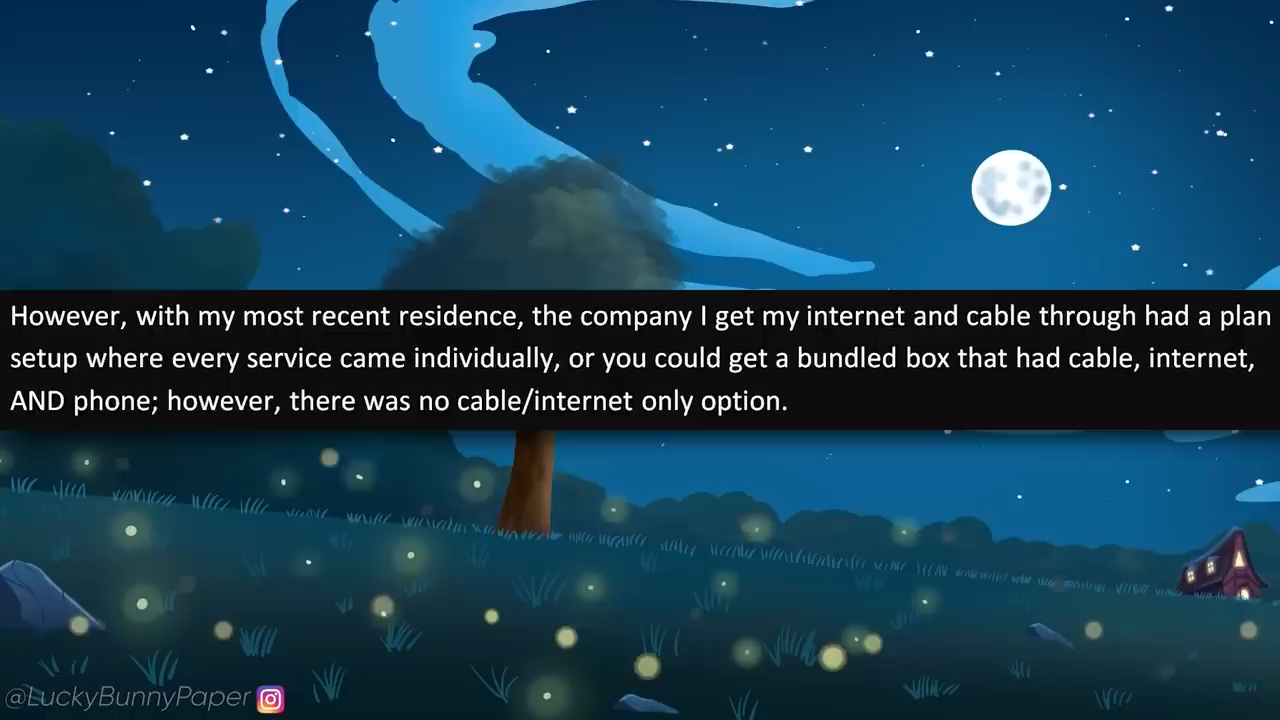 However, with my most recent residence, the company I get my internet and cable through had a plan
setup where every service came individually, or you could get a bundled box that had cable, internet,
AND phone; however, there was no cable/internet only option.
@LuckyBunnyPaper